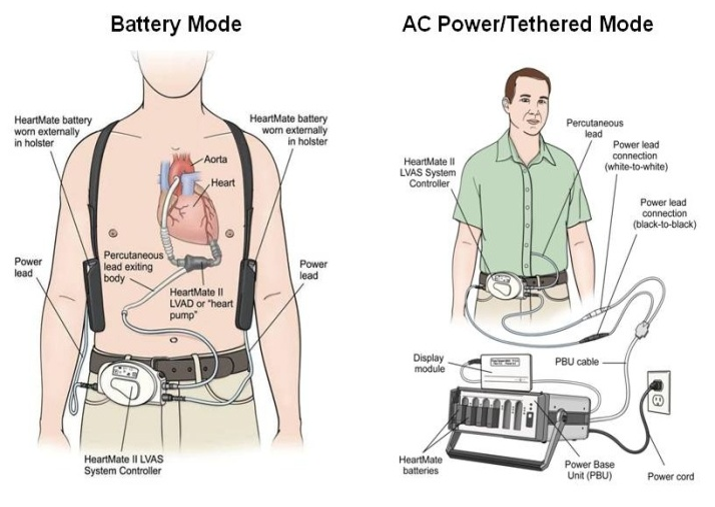 Battery Mode
AC Power/Tethered Mode
HeartMate battery
worn externally
in holster
HeartMate battery
worn externally
in holster
Aorta
Heart
Power
lead
Percutaneous
lead exiting
body
HeartMate II
LVAD or "heart
pump"
Power
lead
HeartMate II LVAS
System Controller
Percutaneous
lead
Power lead
connection
(white-to-white)
HeartMate II
LVAS System
Controller
Power lead
connection
(black-to-black)
Display
module
PBU cable
HeartMate
batteries
Power Base
Unit (PBU)
Power cord